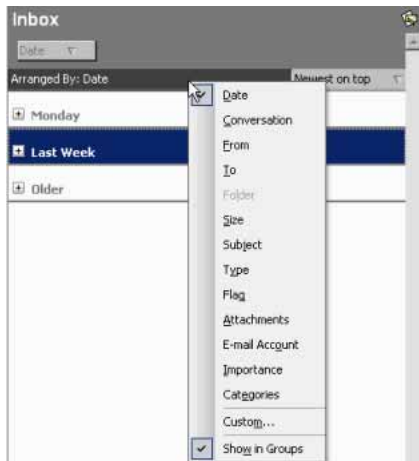 Inbox
Date
Arranged By: Date
Newest on top
Monday
Last Week
Older
Date
Conversation
From
To
Folder
Size
Subject
Type
Flag
Attachments
E-mail Account
Importance
Categories
Custom...
Show in Groups